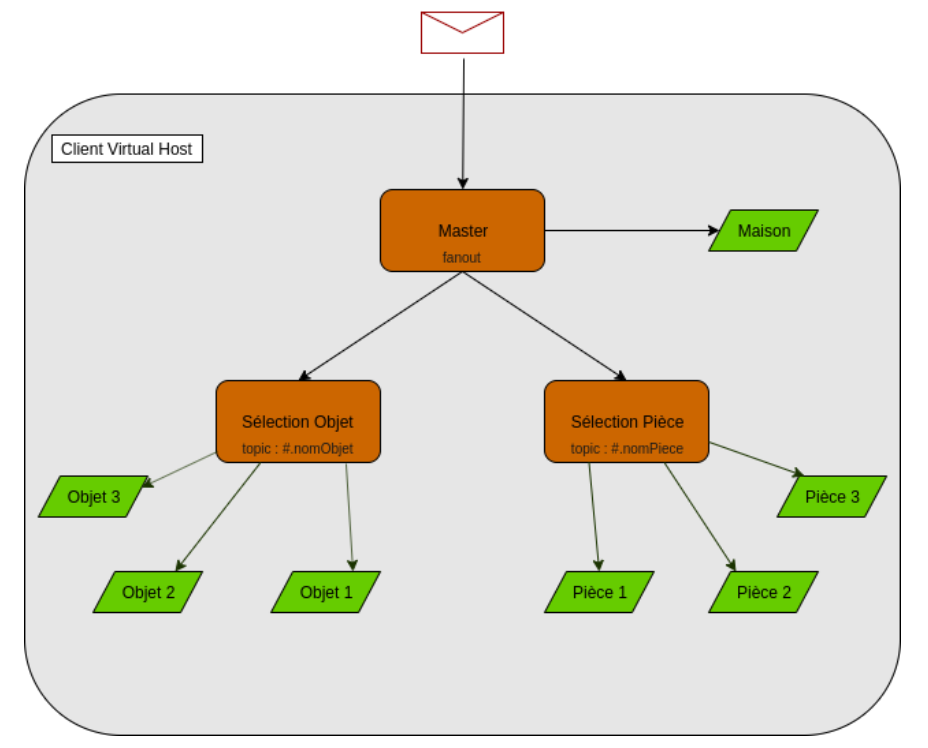 Client Virtual Host
Master
fanout
Maison
Sélection Objet
topic : #.nomObjet
Sélection Pièce
topic : #.nomPiece
Objet 3
Pièce 3
Objet 2
Objet 1
Pièce 1
Pièce 2